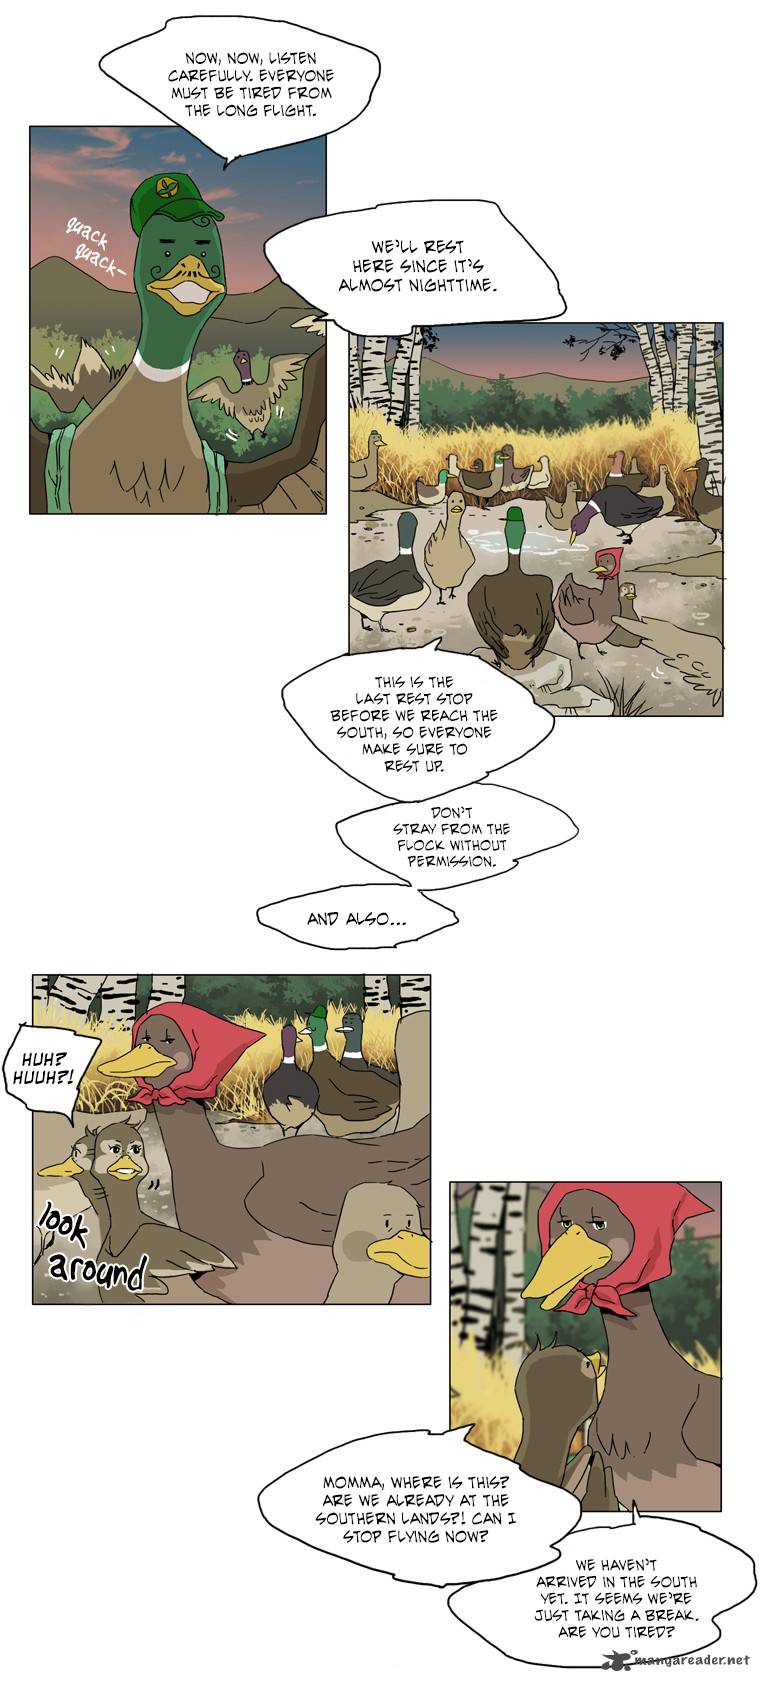 NOW, NOW, LISTEN
CAREFULLY. EVERYONE
MUST BE TIRED FROM
THE LONG FLIGHT.
quack
quack~
WE'LL REST
HERE SINCE IT'S
ALMOST NIGHTTIME.
THIS IS THE
LAST REST STOP
BEFORE WE REACH THE
SOUTH, SO EVERYONE
MAKE SURE TO
REST UP.
DON'T
STRAY FROM THE
FLOCK WITHOUT
PERMISSION.
AND ALSO...
HUH?
HUUH?!
look
around
MOMMA, WHERE IS THIS?
ARE WE ALREADY AT THE
SOUTHERN LANDS?! CAN I
STOP FLYING NOW?
WE HAVEN'T
ARRIVED IN THE SOUTH
YET. IT SEEMS WE'RE
JUST TAKING A BREAK.
ARE YOU TIRED?
mangareader.net